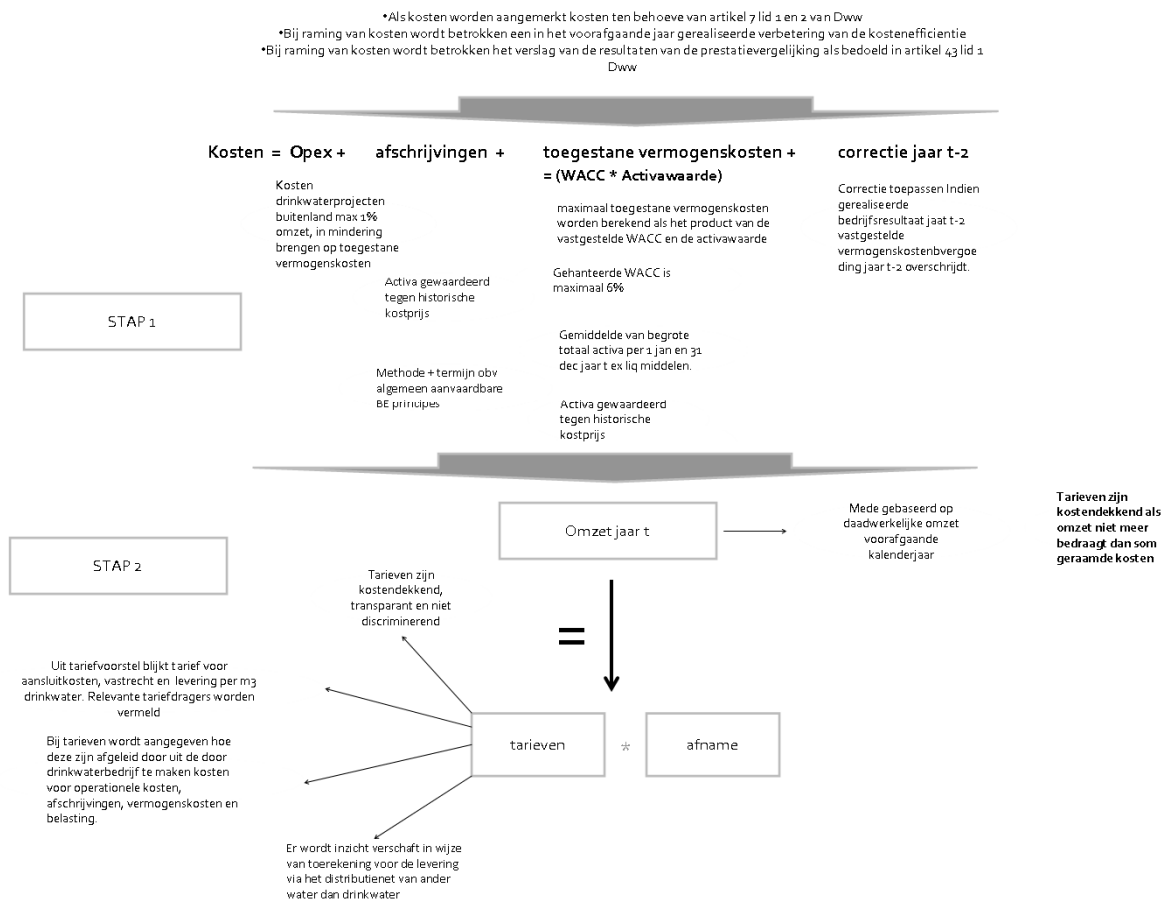 •Als kosten worden aangemerkt kosten ten behoeve van artikel 7 lid 1 en 2 van Dww
•Bij raming van kosten wordt betrokken een in het voorafgaande jaar gerealiseerde verbetering van de kostenefficientie
•Bij raming van kosten wordt betrokken het verslag van de resultaten van de prestatievergelijking als bedoeld in artikel 43 lid 1
Dww
Kosten = Opex + afschrijvingen + toegestane vermogenskosten + correctie jaar t-2
= (WACC * Activawaarde)
Kosten
drinkwaterprojecten
buitenland max 1%
omzet, in mindering
brengen op toegestane
vermogenskosten
Activa gewaardeerd
tegen historische
kostprijs
Methode + termijn obv
algemeen aanvaardbare
BE principes
maximaal toegestane vermogenskosten
worden berekend als het product van de
vastgestelde WACC en de activawaarde
Gehanteerde WACC is
maximaal 6%
Gemiddelde van begrote
totaal activa per 1 jan en 31
dec jaar t ex liq middelen.
Activa gewaardeerd
tegen historische
kostprijs
Correctie toepassen Indien
gerealiseerde
bedrijfsresultaat jaat t-2
vastgestelde
vermogenskostenbvergoe
ding jaar t-2 overschrijdt.
STAP 1
STAP 2
Omzet jaar t
Mede gebaseerd op
daadwerkelijke omzet
voorafgaande
kalenderjaar
Tarieven zijn
kostendekkend als
omzet niet meer
bedraagt dan som
geraamde kosten
=
Tarieven zijn
kostendekkend,
transparant en niet
discriminerend
Uit tariefvoorstel blijkt tarief voor
aansluitkosten, vastrecht en levering per m3
drinkwater. Relevante tariefdragers worden
vermeld
Bij tarieven wordt aangegeven hoe
deze zijn afgeleid door uit de door
drinkwaterbedrijf te maken kosten
voor operationele kosten,
afschrijvingen, vermogenskosten en
belasting.
tarieven * afname
Er wordt inzicht verschaft in wijze
van toerekening voor de levering
via het distributienet van ander
water dan drinkwater